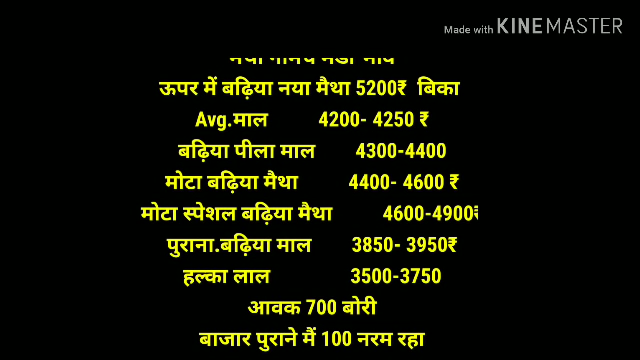 Made with KINEMASTER
ऊपर में बढ़िया नया मैथा 5200₹ बिका
Avg.माल 4200- 4250 ₹
बढ़िया पीला माल 4300-4400
मोटा बढ़िया मैथा 4400- 4600 ₹
मोटा स्पेशल बढ़िया मैथा 4600-4900₹
पुराना.बढ़िया माल 3850- 3950₹
हल्का लाल 3500-3750
आवक 700 बोरी
बाजार पुराने मैं 100 नरम रहा